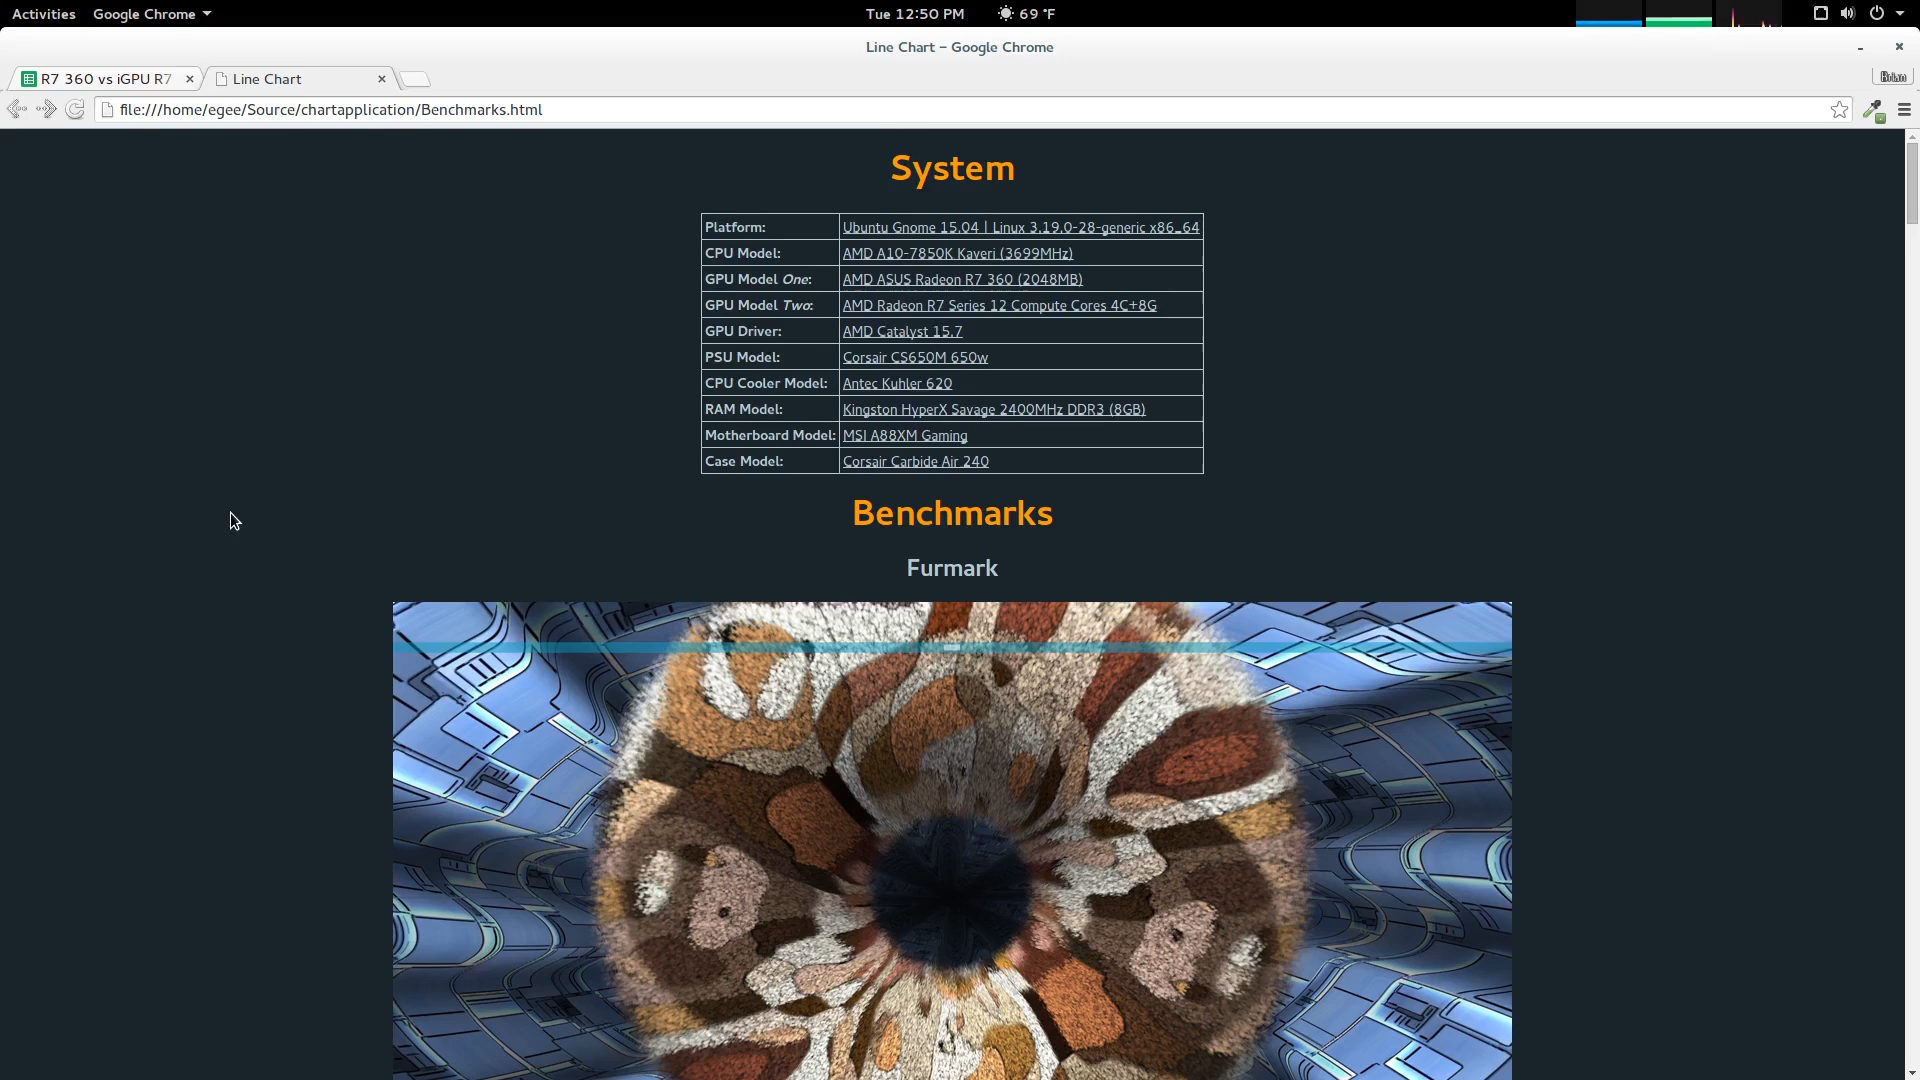 Activities Google Chrome Tue 12:50 PM 69 °F
Line Chart – Google Chrome
R7 360 vs iGPU R7 Line Chart Brian
file:///home/egee/Source/chartapplication/Benchmarks.html
System
Platform: Ubuntu Gnome 15.04 | Linux 3.19.0-28-generic x86_64
CPU Model: AMD A10-7850K Kaveri (3699MHz)
GPU Model One: AMD ASUS Radeon R7 360 (2048MB)
GPU Model Two: AMD Radeon R7 Series 12 Compute Cores 4C+8G
GPU Driver: AMD Catalyst 15.7
PSU Model: Corsair CS650M 650w
CPU Cooler Model: Antec Kuhler 620
RAM Model: Kingston HyperX Savage 2400MHz DDR3 (8GB)
Motherboard Model: MSI A88XM Gaming
Case Model: Corsair Carbide Air 240
Benchmarks
Furmark